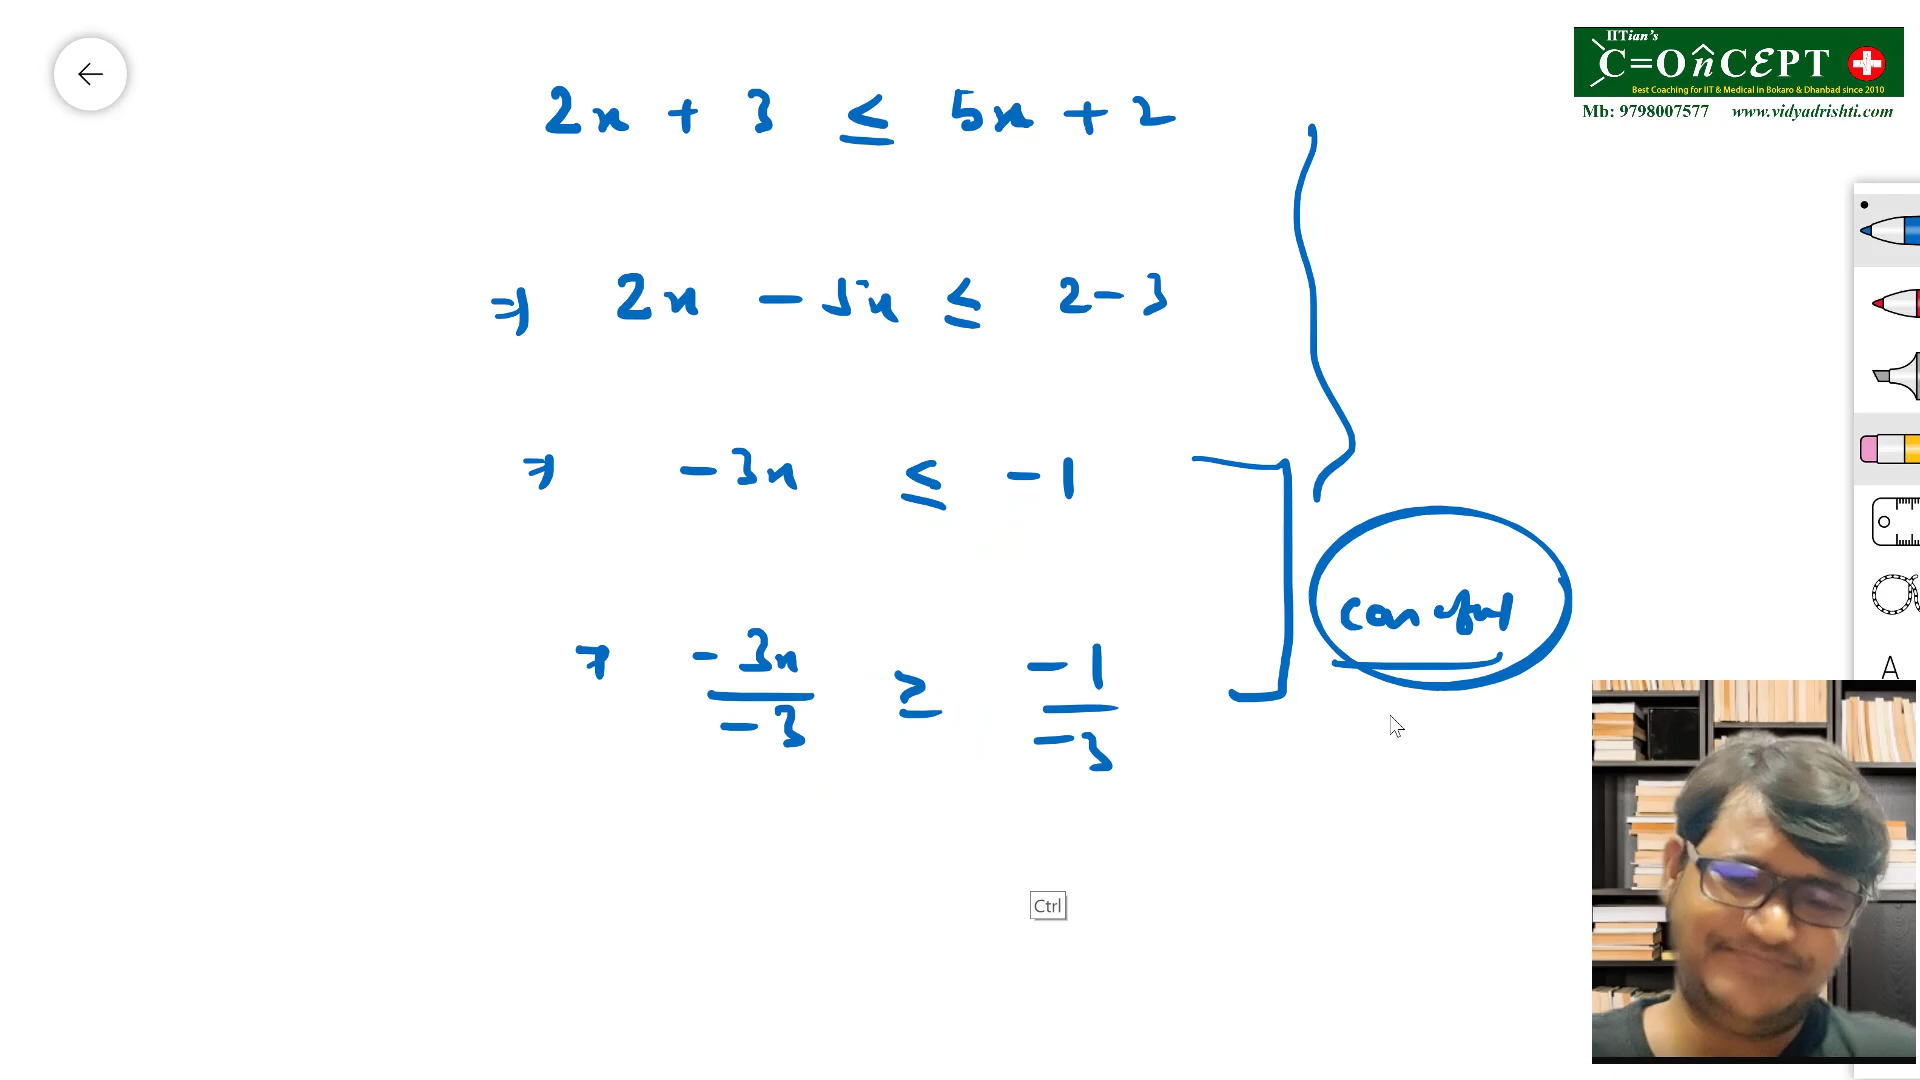 IITian's
C=OnCEPT
Best Coaching for IIT & Medical in Bokaro & Dhanbad since 2010
Mb: 9798007577 www.vidyadrishti.com
2x + 3 ≤ 5x + 2
⇒ 2x - 5x ≤ 2 - 3
⇒ -3x ≤ -1
⇒ -3x/-3 ≥ -1/-3
careful
A
Ctrl